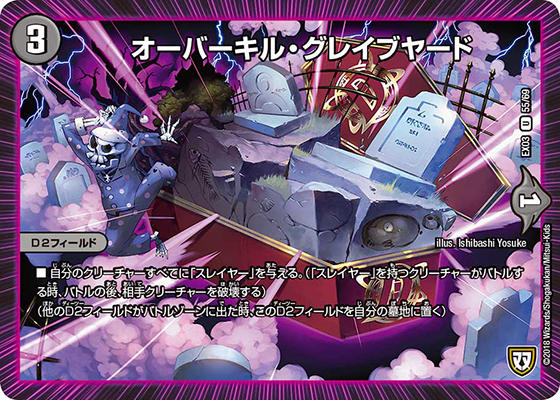 3
オーバーキル・グレイブヤード
EX03 U 55/69
1
illus. Ishibashi Yosuke
D2フィールド
■自分のクリーチャーすべてに「スレイヤー」を与える。(「スレイヤー」を持つクリーチャーがバトルす
る時、バトルの後、相手クリーチャーを破壊する)
(他のD2フィールドがバトルゾーンに出た時、このD2フィールドを自分の墓地に置く)
©2018 Wizards/Shogakukan/Mitsui-Kids